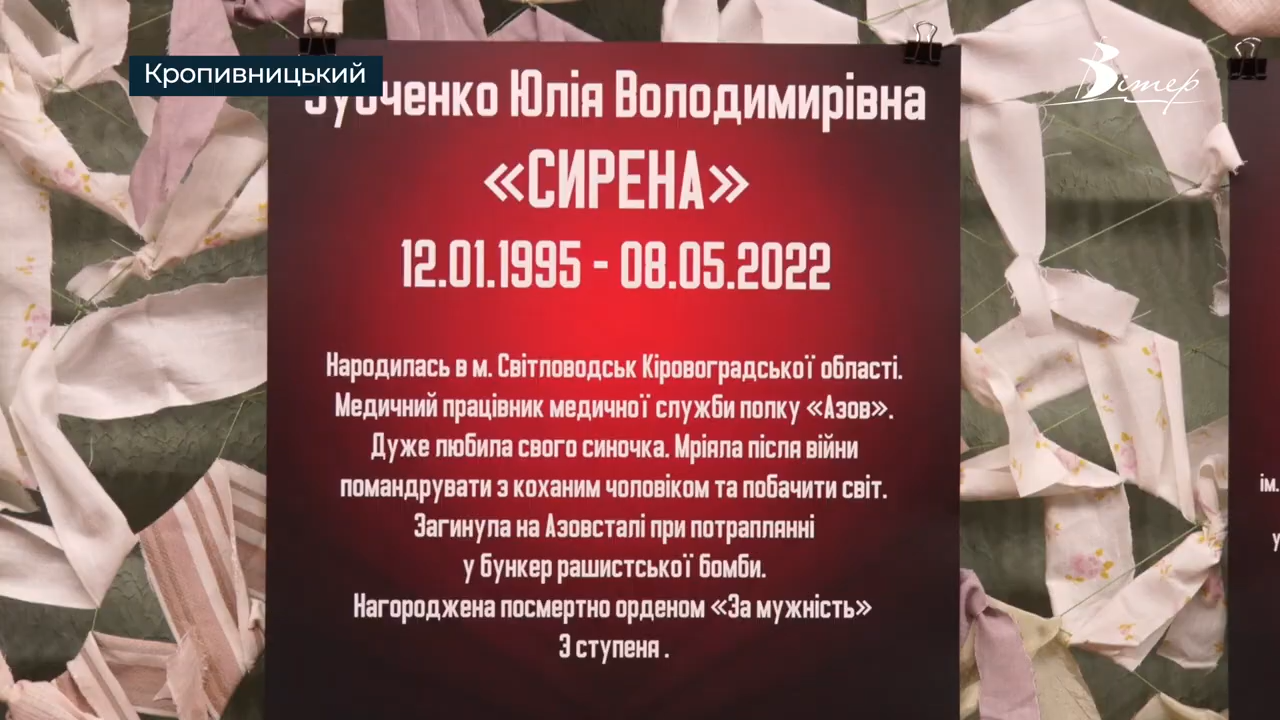 Кропивницький
Вітер
Юлія Володимирівна
«СИРЕНА»
12.01.1995 - 08.05.2022
Народилась в м. Світловодськ Кіровоградської області.
Медичний працівник медичної служби полку «Азов».
Дуже любила свого синочка. Мріяла після війни
помандрувати з коханим чоловіком та побачити світ.
Загинула на Азовсталі при потраплянні
у бункер рашистської бомби.
Нагороджена посмертно орденом «За мужність»
3 ступеня .
ім.
у